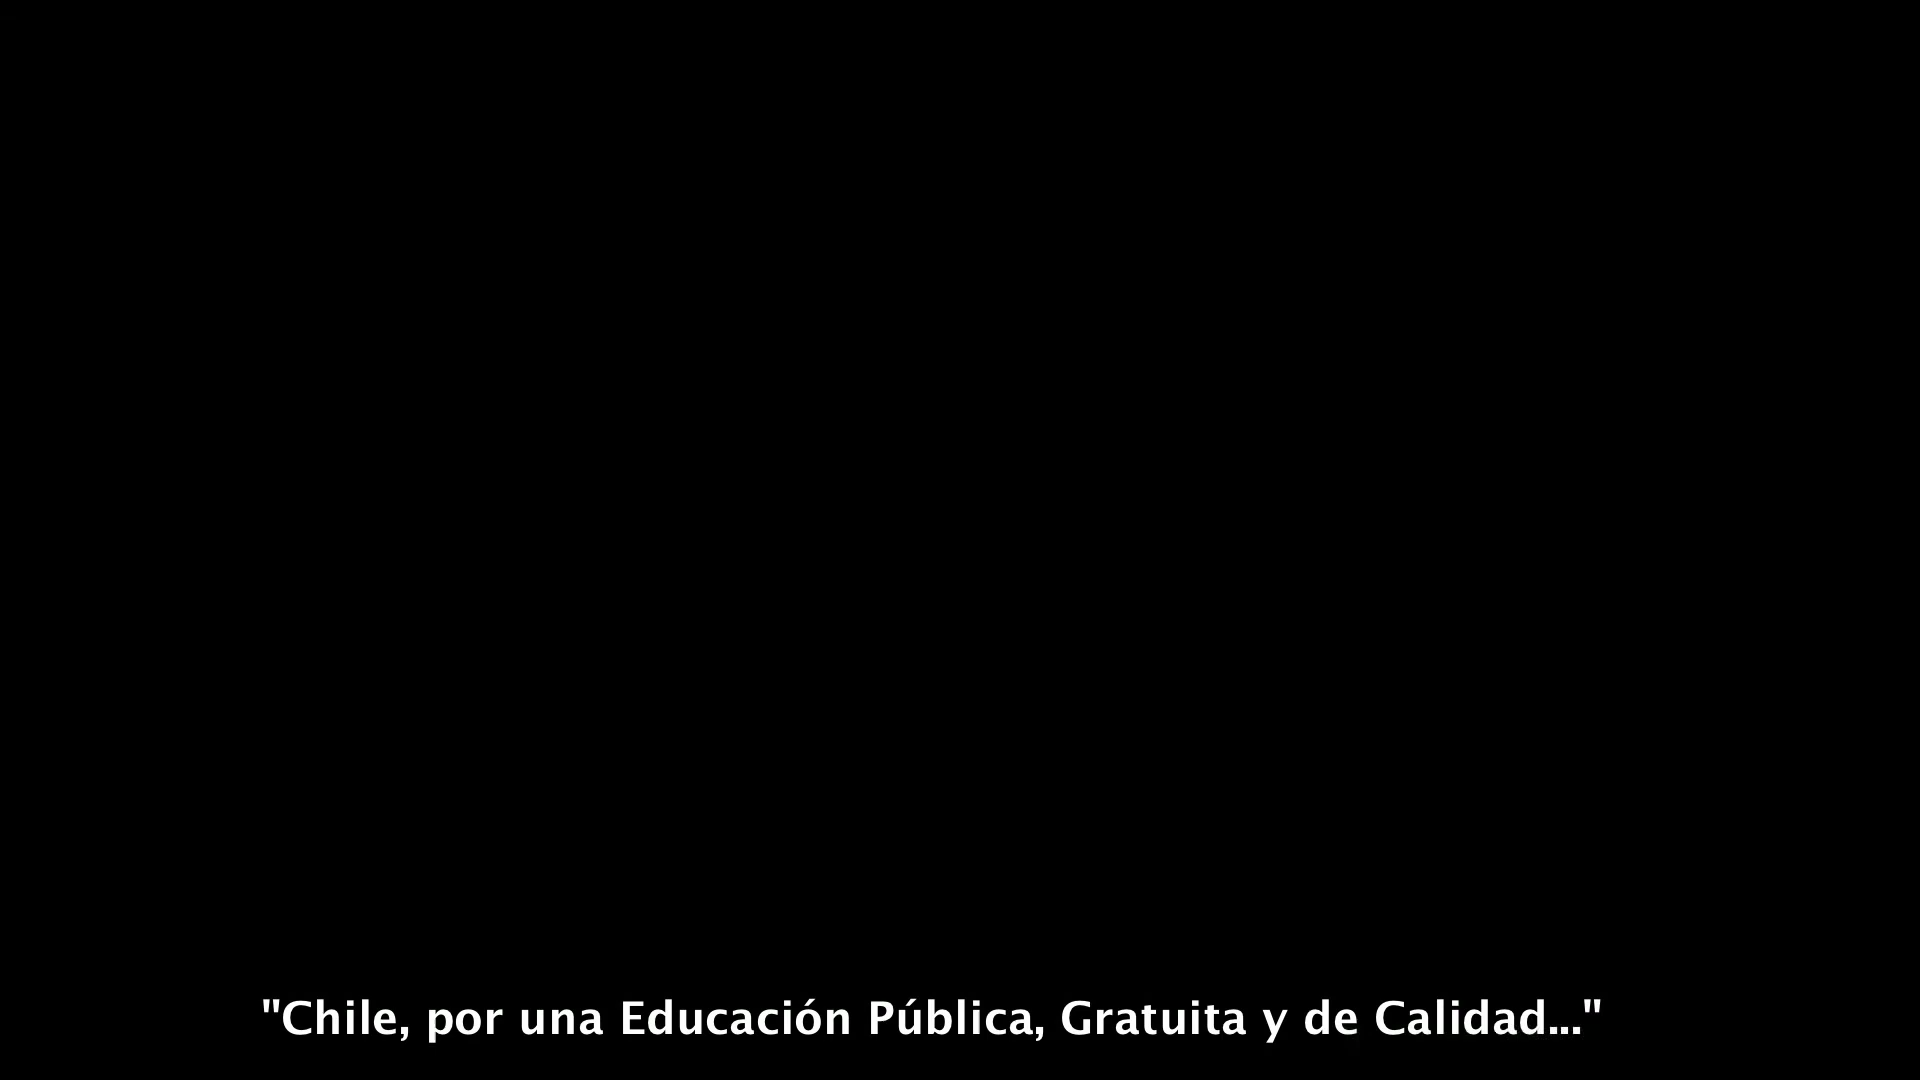 "Chile, por una Educación Pública, Gratuita y de Calidad..."